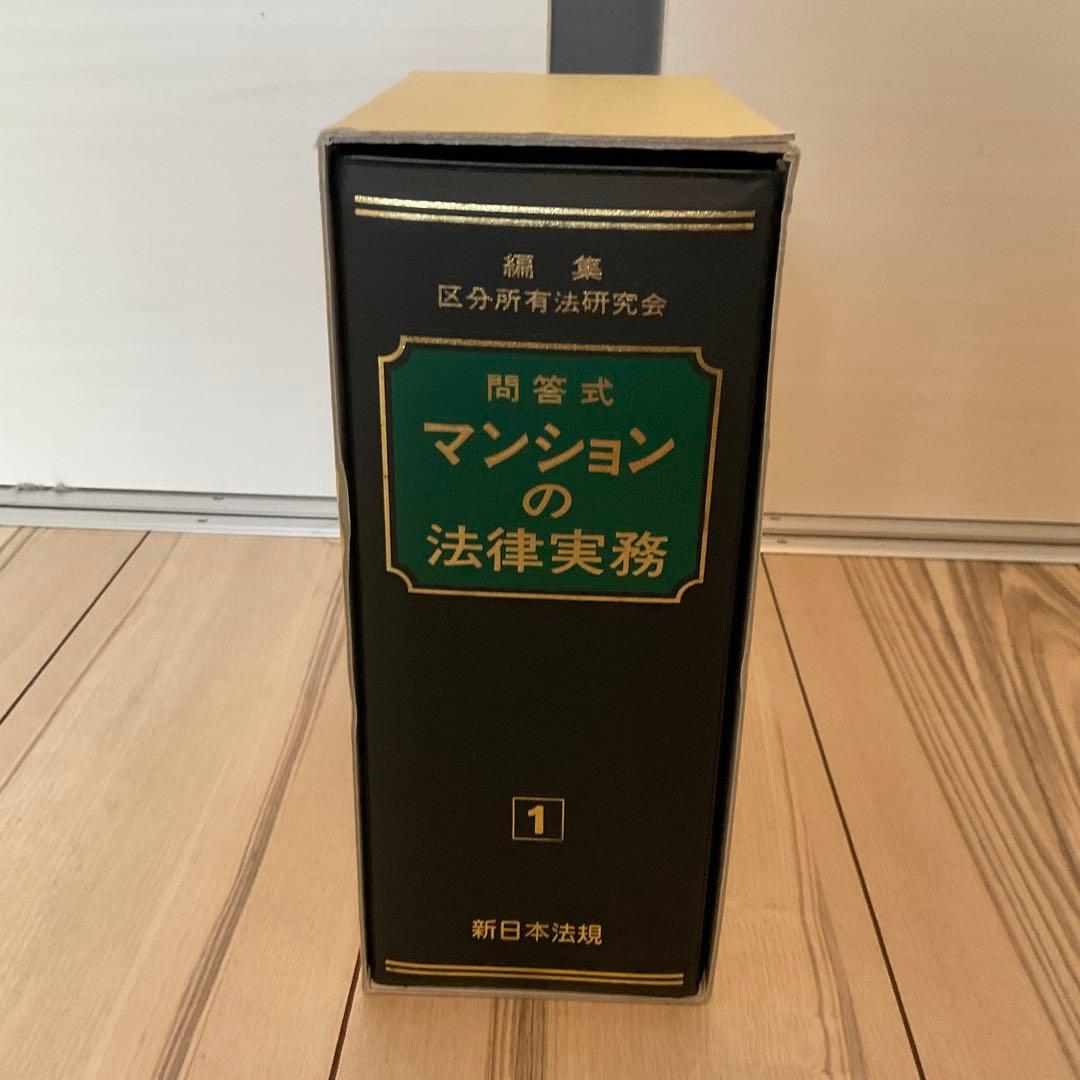 編集
区分所有法研究会
問答式
マンション
の
法律実務
1
新日本法規